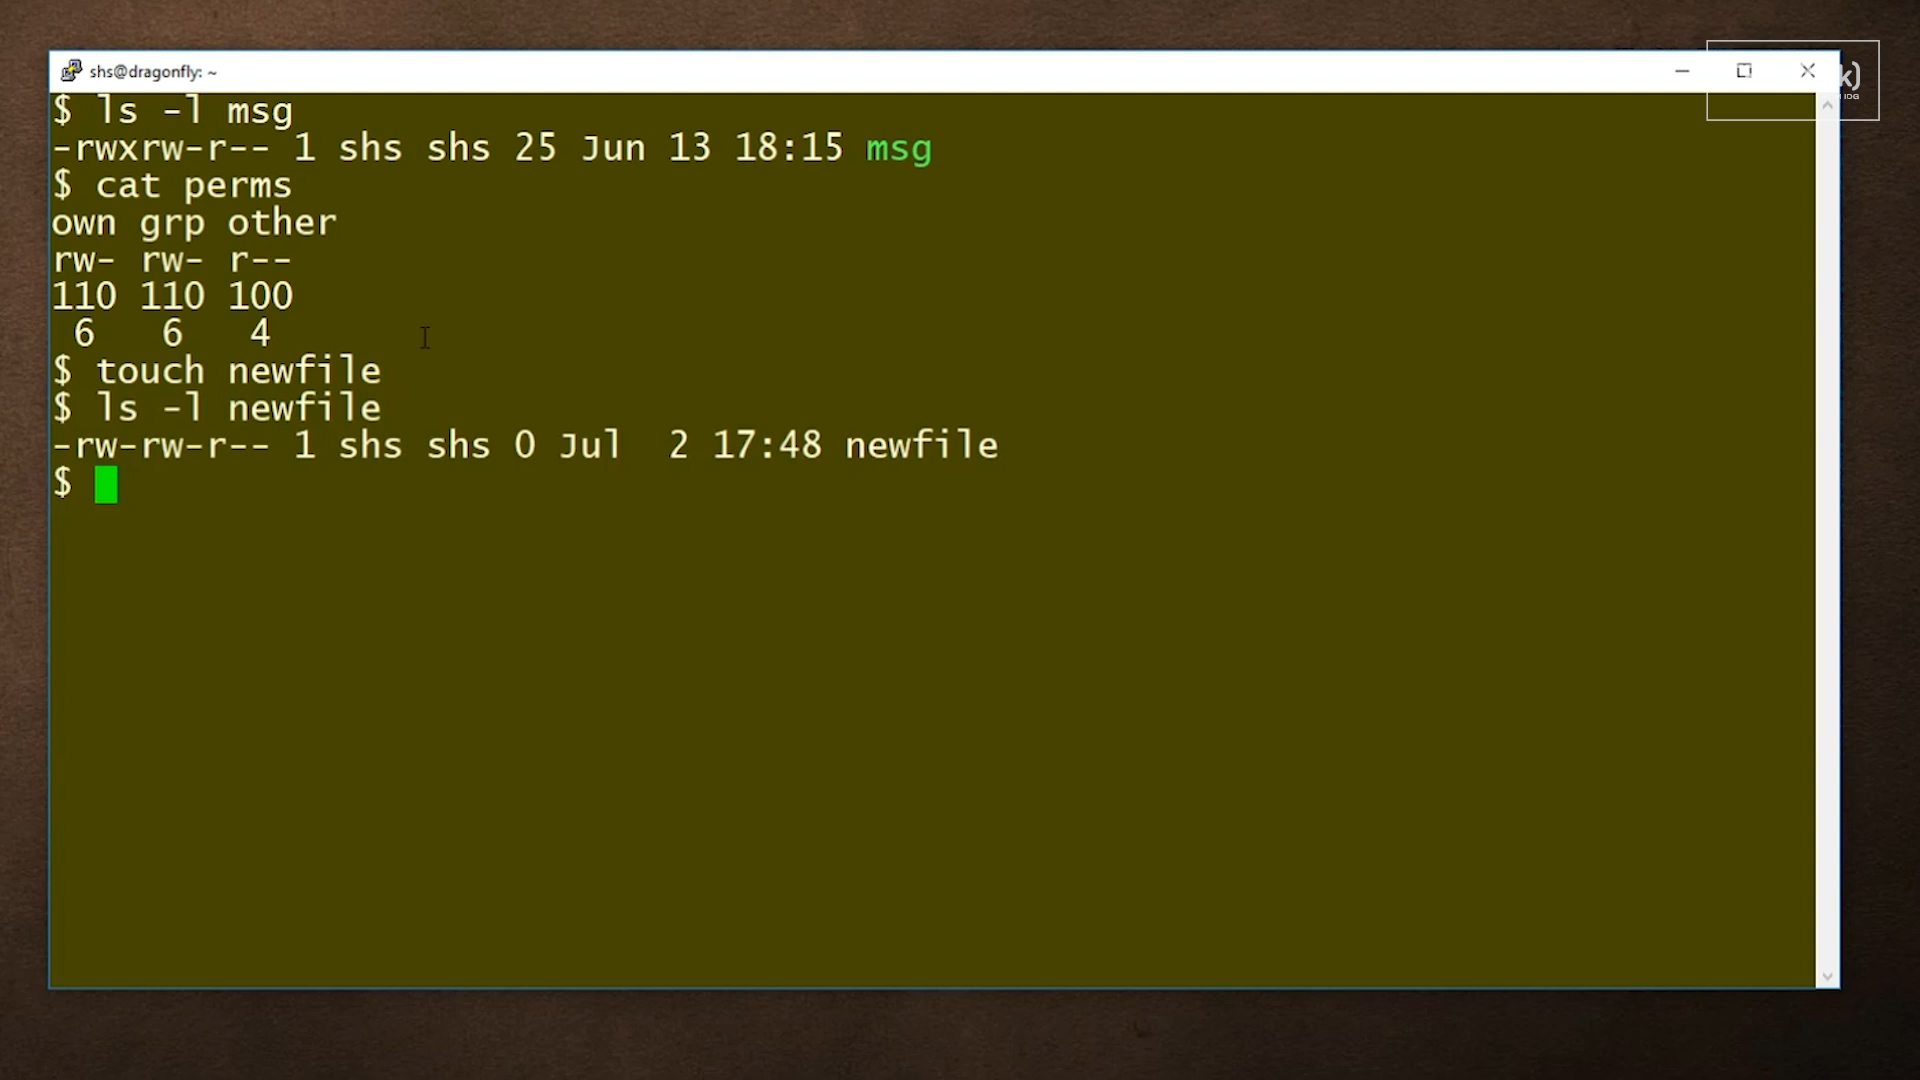 shs@dragonfly: ~
k)
IDG
$ ls -l msg
-rwxrw-r-- 1 shs shs 25 Jun 13 18:15 msg
$ cat perms
own grp other
rw- rw- r--
110 110 100
6 6 4
$ touch newfile
$ ls -l newfile
-rw-rw-r-- 1 shs shs 0 Jul  2 17:48 newfile
$